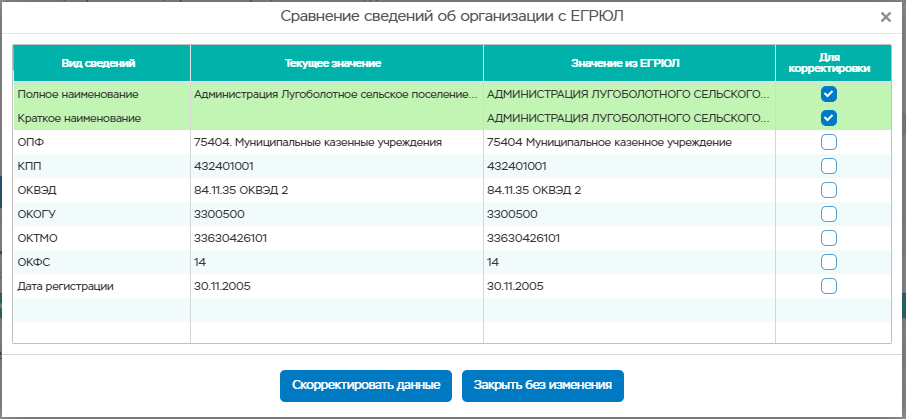 Сравнение сведений об организации с ЕГРЮЛ
Вид сведений Текущее значение Значение из ЕГРЮЛ Для корректировки
Полное наименование Администрация Лугоболотное сельское поселение... АДМИНИСТРАЦИЯ ЛУГОБОЛОТНОГО СЕЛЬСКОГО...
Краткое наименование АДМИНИСТРАЦИЯ ЛУГОБОЛОТНОГО СЕЛЬСКОГО...
ОПФ 75404. Муниципальные казенные учреждения 75404 Муниципальное казенное учреждение
КПП 432401001 432401001
ОКВЭД 84.11.35 ОКВЭД 2 84.11.35 ОКВЭД 2
ОКОГУ 3300500 3300500
ОКТМО 33630426101 33630426101
ОКФС 14 14
Дата регистрации 30.11.2005 30.11.2005
Скорректировать данные Закрыть без изменения